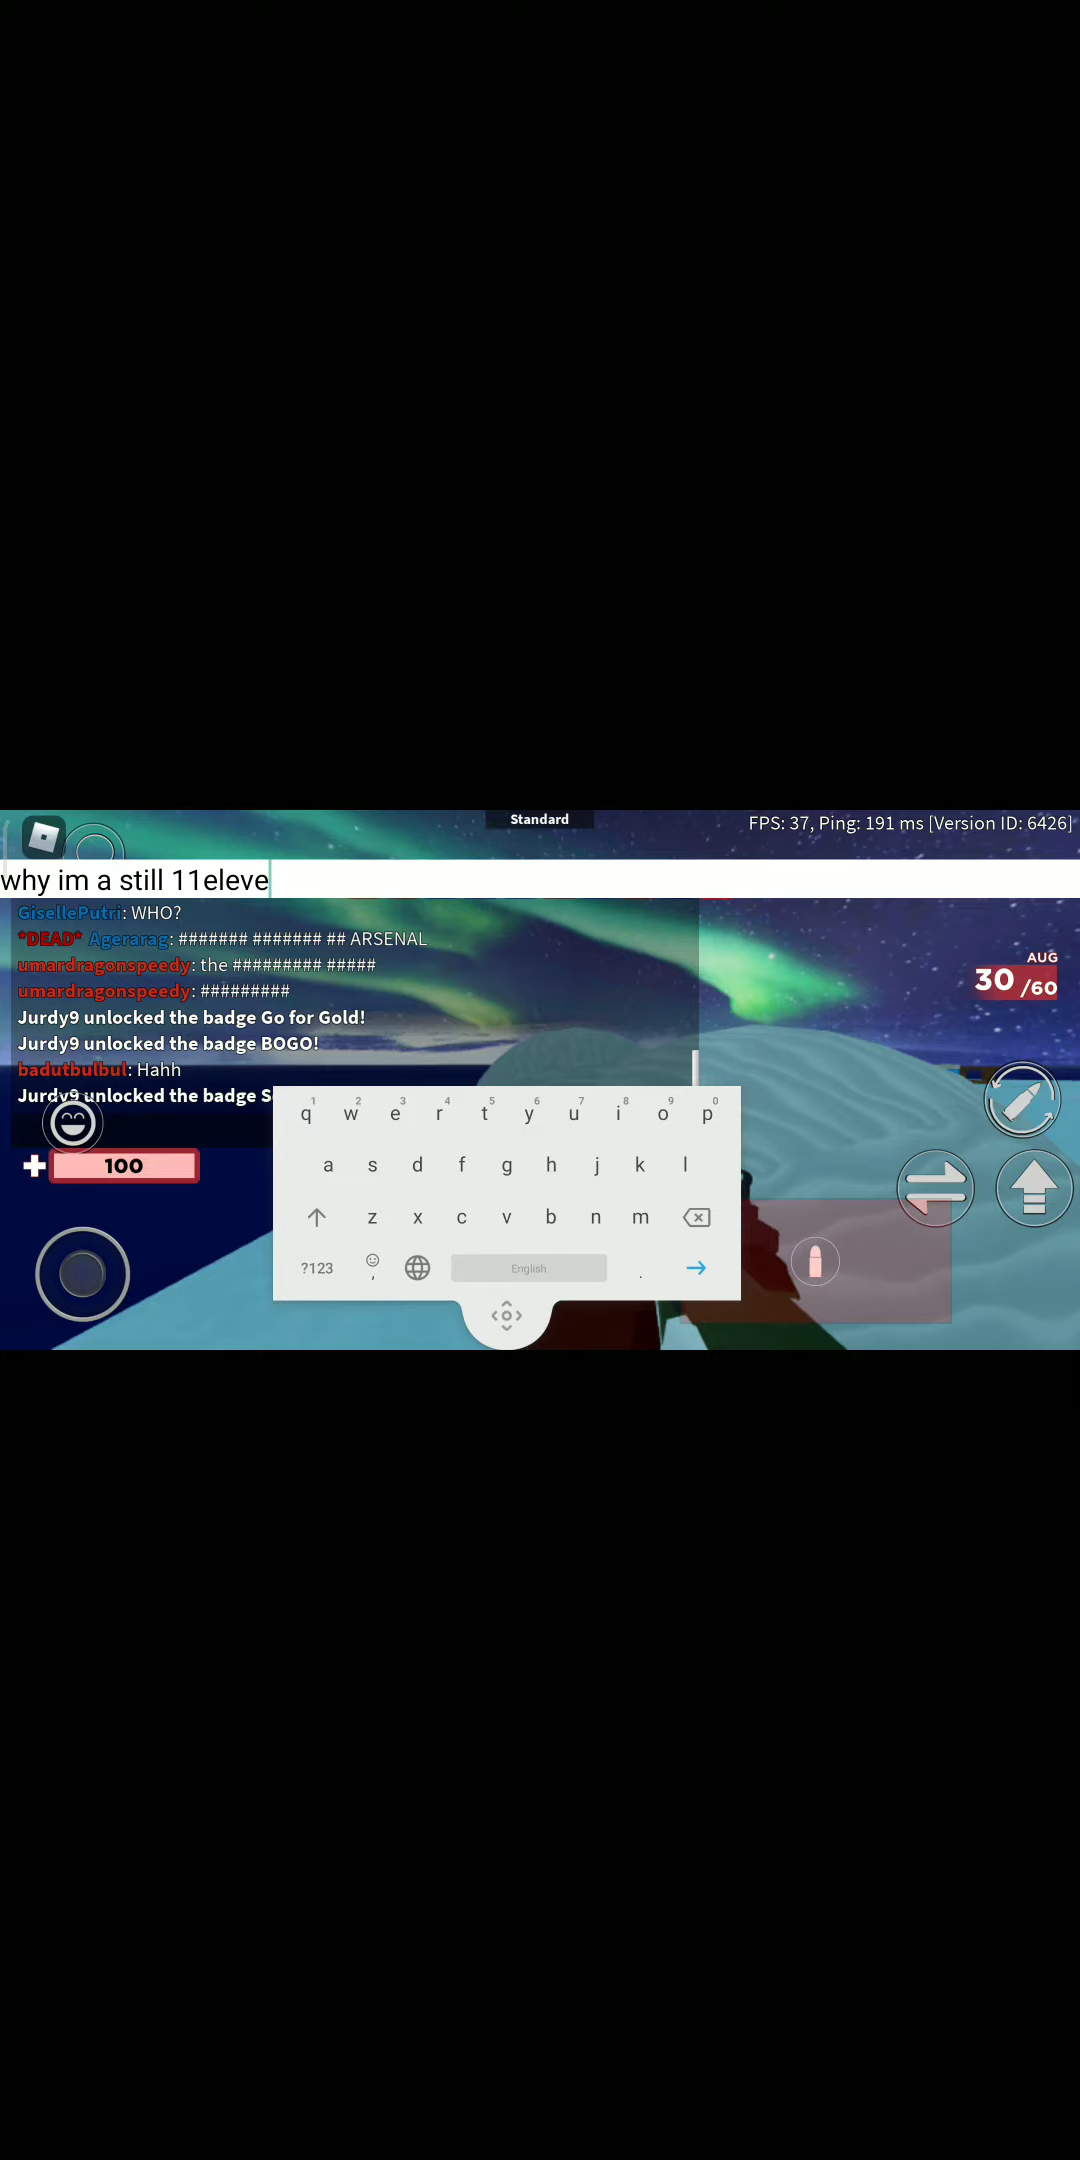 Standard
FPS: 37, Ping: 191 ms [Version ID: 6426]
why im a still 11eleve
GisellePutri: WHO?
*DEAD* Agerarag: ####### ####### ## ARSENAL
umardragonspeedy: the ######### #####
umardragonspeedy: #########
Jurdy9 unlocked the badge Go for Gold!
Jurdy9 unlocked the badge BOGO!
badutbulbul: Hahh
Jurdy9 unlocked the badge S
AUG
30 /60
100
1 2 3 4 5 6 7 8 9 0
q w e r t y u i o p
a s d f g h j k l
z x c v b n m
?123 , English .